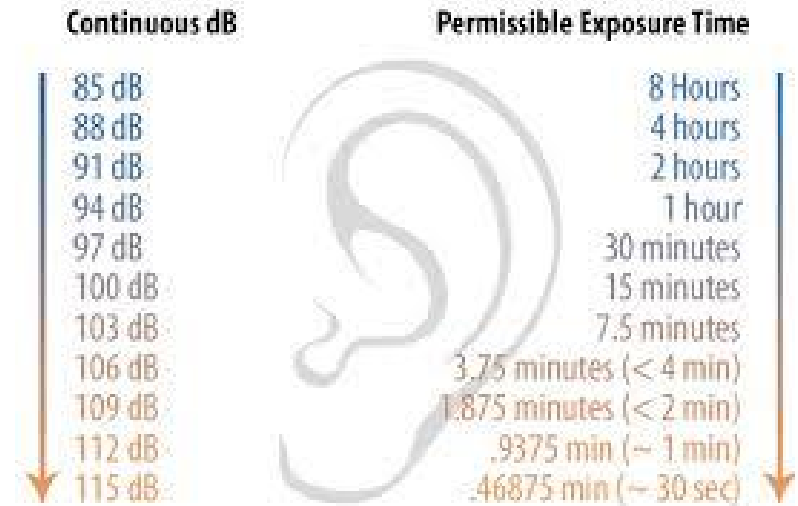 Continuous dB Permissible Exposure Time
85 dB 8 Hours
88 dB 4 hours
91 dB 2 hours
94 dB 1 hour
97 dB 30 minutes
100 dB 15 minutes
103 dB 7.5 minutes
106 dB 3.75 minutes (< 4 min)
109 dB 1.875 minutes (< 2 min)
112 dB .9375 min (~ 1 min)
115 dB .46875 min (~ 30 sec)